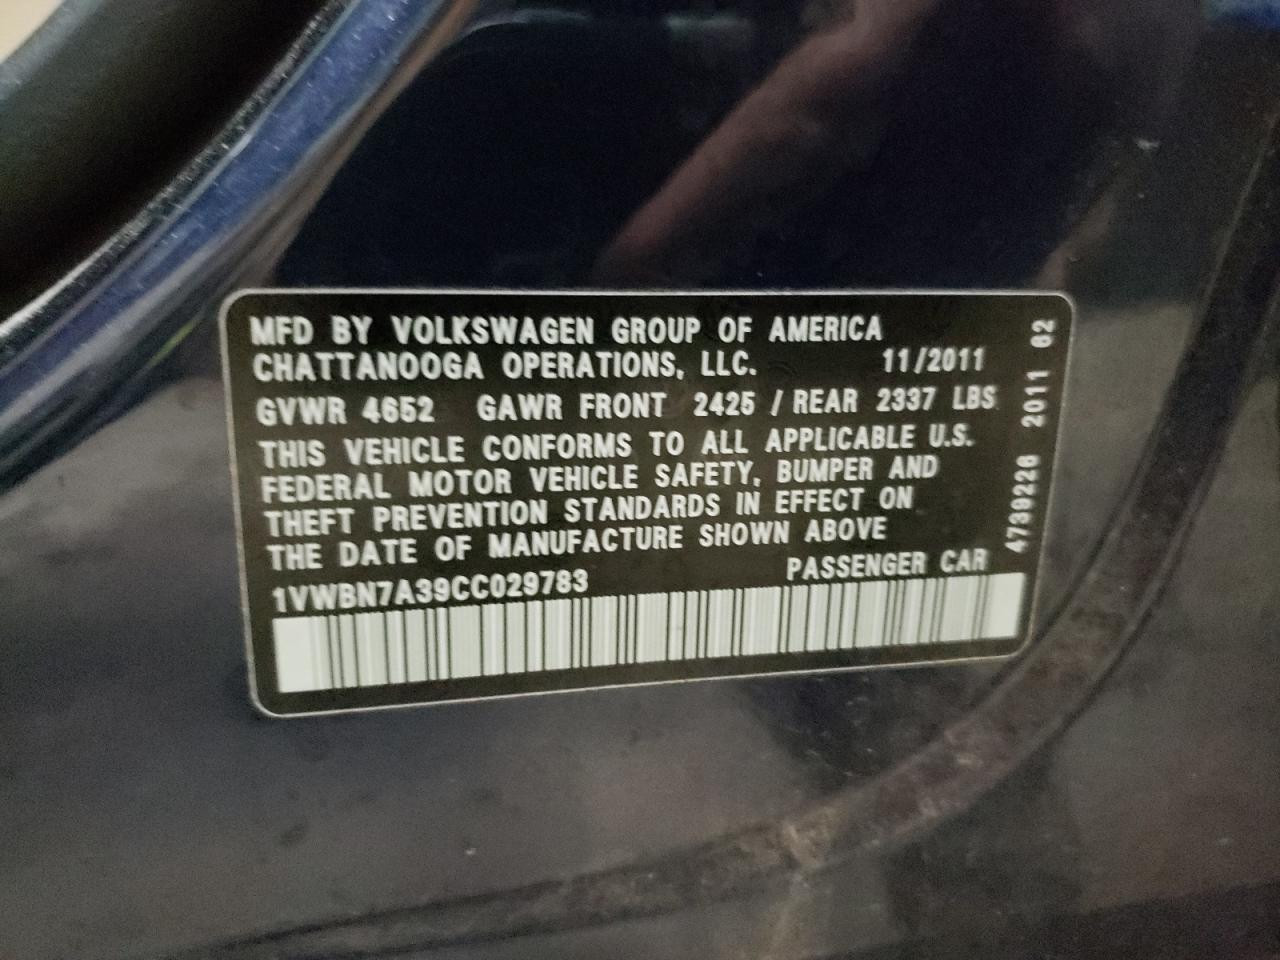 MFD BY VOLKSWAGEN GROUP OF AMERICA
CHATTANOOGA OPERATIONS, LLC. 11/2011
GVWR 4652 GAWR FRONT 2425 / REAR 2337 LBS
THIS VEHICLE CONFORMS TO ALL APPLICABLE U.S.
FEDERAL MOTOR VEHICLE SAFETY, BUMPER AND
THEFT PREVENTION STANDARDS IN EFFECT ON
THE DATE OF MANUFACTURE SHOWN ABOVE
1VWBN7A39CC029783 PASSENGER CAR
4739226 2011 62